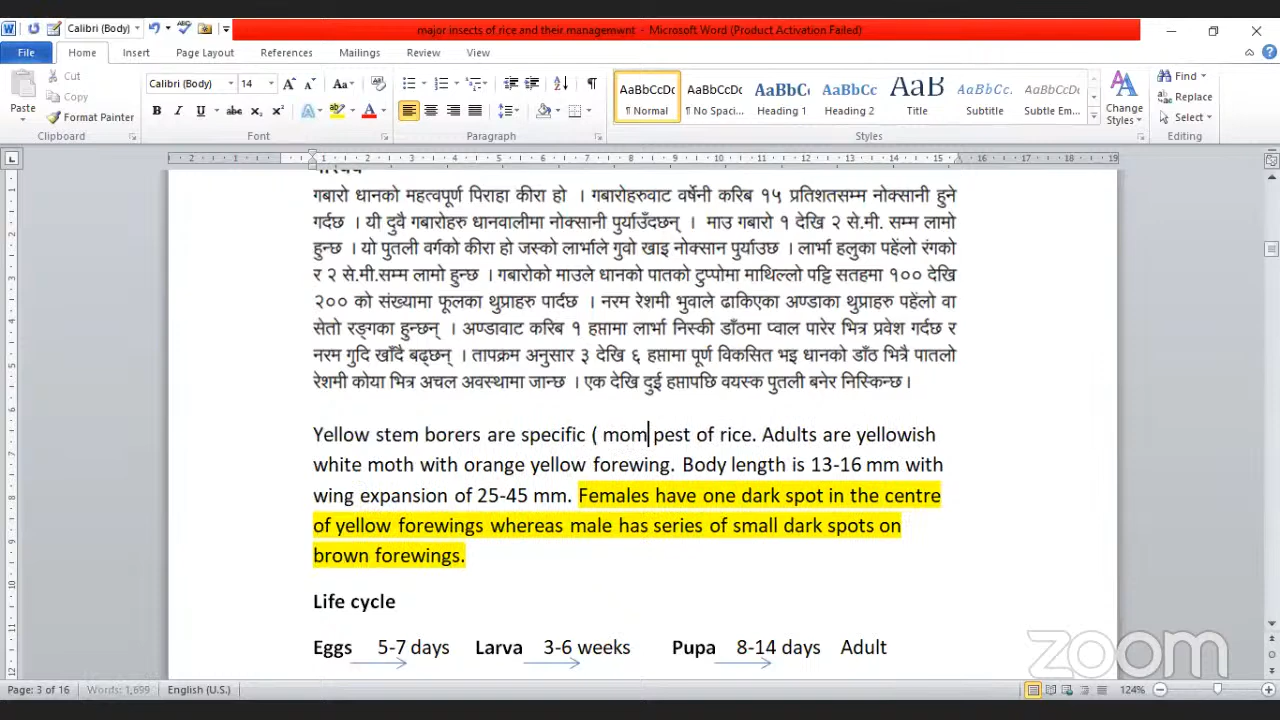 Calibri (Body)
major insects of rice and their managemwnt - Microsoft Word (Product Activation Failed)
File Home Insert Page Layout References Mailings Review View
Paste
Cut
Copy
Format Painter
Clipboard
Calibri (Body) 14
Font
Paragraph
AaBbCcDc AaBbCcDc AaBbCc AaBbCc AaB AaBbCc. AaBbCcDc
¶ Normal ¶ No Spaci... Heading 1 Heading 2 Title Subtitle Subtle Em...
Change Styles
Styles
Find
Replace
Select
Editing
गबारो धानको महत्वपूर्ण पिराहा कीरा हो । गबारोहरुवाट वर्षेनी करिब १५ प्रतिशतसम्म नोक्सानी हुने
गर्दछ । यी दुवै गबारोहरु धानवालीमा नोक्सानी पुर्याउँदछन् । माउ गबारो १ देखि २ से.मी. सम्म लामो
हुन्छ । यो पुतली वर्गको कीरा हो जसको लार्भाले गुवो खाइ नोक्सान पुर्याउछ । लार्भा हलुका पहेंलो रंगको
र २ से.मी.सम्म लामो हुन्छ । गबारोको माउले धानको पातको टुप्पोमा माथिल्लो पट्टि सतहमा १०० देखि
२०० को संख्यामा फूलका थुप्राहरु पार्दछ । नरम रेशमी भुवाले ढाकिएका अण्डाका थुप्राहरु पहेंलो वा
सेतो रङ्गका हुन्छन् । अण्डावाट करिब १ हप्तामा लार्भा निस्की डाँठमा प्वाल पारेर भित्र प्रवेश गर्दछ र
नरम गुदि खाँदै बढ्छन् । तापक्रम अनुसार ३ देखि ६ हप्तामा पूर्ण विकसित भइ धानको डाँठ भित्रै पातलो
रेशमी कोया भित्र अचल अवस्थामा जान्छ । एक देखि दुई हप्तापछि वयस्क पुतली बनेर निस्किन्छ।
Yellow stem borers are specific ( mom pest of rice. Adults are yellowish
white moth with orange yellow forewing. Body length is 13-16 mm with
wing expansion of 25-45 mm. Females have one dark spot in the centre
of yellow forewings whereas male has series of small dark spots on
brown forewings.
Life cycle
Eggs 5-7 days Larva 3-6 weeks Pupa 8-14 days Adult
zoom
Page: 3 of 16 Words: 1,699 English (U.S.) 124%